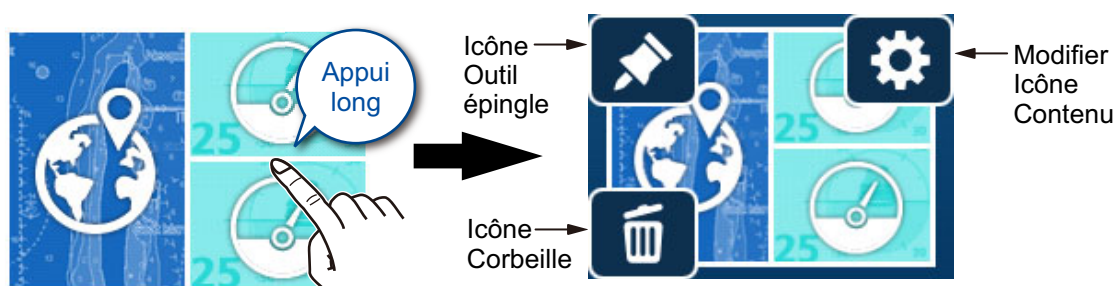 Appui
long
25
25
Icône
Outil
épingle
Icône
Corbeille
25
25
Modifier
Icône
Contenu